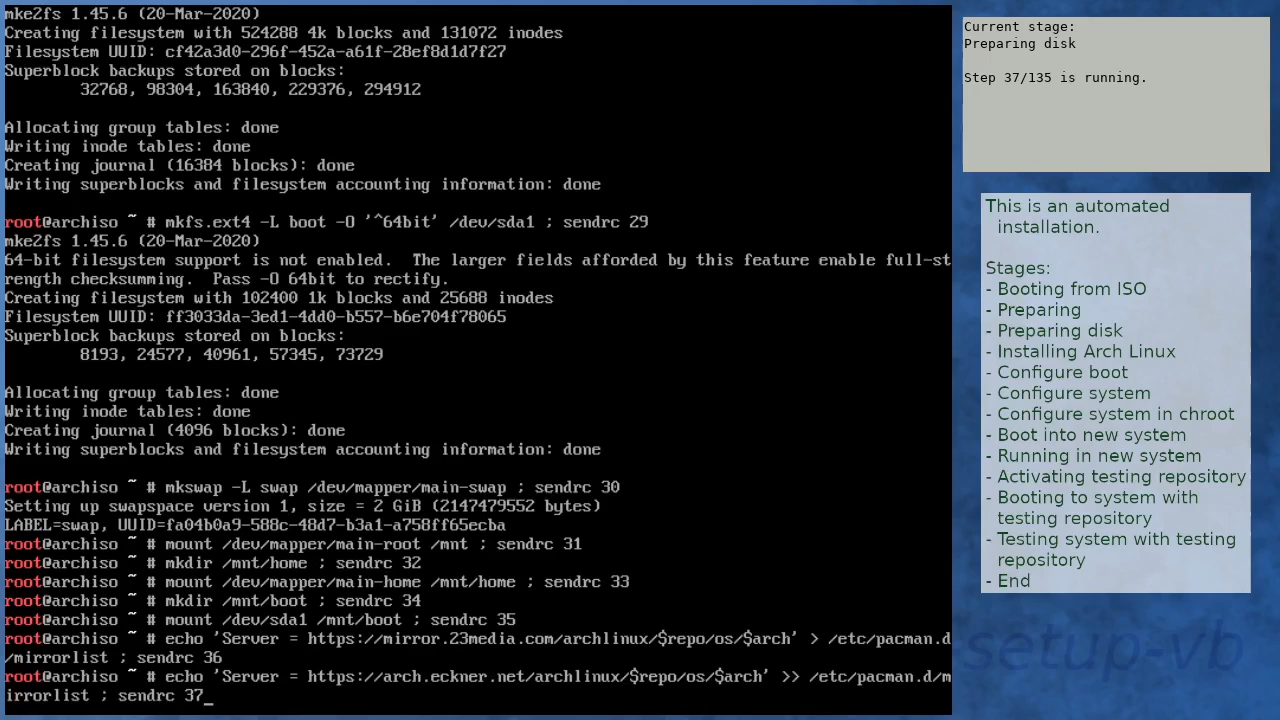 mke2fs 1.45.6 (20-Mar-2020)
Creating filesystem with 524288 4k blocks and 131072 inodes
Filesystem UUID: cf42a3d0-296f-452a-a61f-28ef8d1d7f27
Superblock backups stored on blocks:
32768, 98304, 163840, 229376, 294912
Allocating group tables: done
Writing inode tables: done
Creating journal (16384 blocks): done
Writing superblocks and filesystem accounting information: done
root@archiso ~ # mkfs.ext4 -L boot -O '^64bit' /dev/sda1 ; sendrc 29
mke2fs 1.45.6 (20-Mar-2020)
64-bit filesystem support is not enabled.  The larger fields afforded by this feature enable full-st
rength checksumming.  Pass -O 64bit to rectify.
Creating filesystem with 102400 1k blocks and 25688 inodes
Filesystem UUID: ff3033da-3ed1-4dd0-b557-b6e704f78065
Superblock backups stored on blocks:
8193, 24577, 40961, 57345, 73729
Allocating group tables: done
Writing inode tables: done
Creating journal (4096 blocks): done
Writing superblocks and filesystem accounting information: done
root@archiso ~ # mkswap -L swap /dev/mapper/main-swap ; sendrc 30
Setting up swapspace version 1, size = 2 GiB (2147479552 bytes)
LABEL=swap, UUID=fa04b0a9-588c-48d7-b3a1-a758ff65ecba
root@archiso ~ # mount /dev/mapper/main-root /mnt ; sendrc 31
root@archiso ~ # mkdir /mnt/home ; sendrc 32
root@archiso ~ # mount /dev/mapper/main-home /mnt/home ; sendrc 33
root@archiso ~ # mkdir /mnt/boot ; sendrc 34
root@archiso ~ # mount /dev/sda1 /mnt/boot ; sendrc 35
root@archiso ~ # echo 'Server = https://mirror.23media.com/archlinux/$repo/os/$arch' > /etc/pacman.d
/mirrorlist ; sendrc 36
root@archiso ~ # echo 'Server = https://arch.eckner.net/archlinux/$repo/os/$arch' >> /etc/pacman.d/m
irrorlist ; sendrc 37_
Current stage:
Preparing disk
Step 37/135 is running.
This is an automated
installation.
Stages:
- Booting from ISO
- Preparing
- Preparing disk
- Installing Arch Linux
- Configure boot
- Configure system
- Configure system in chroot
- Boot into new system
- Running in new system
- Activating testing repository
- Booting to system with
testing repository
- Testing system with testing
repository
- End
setup-vb